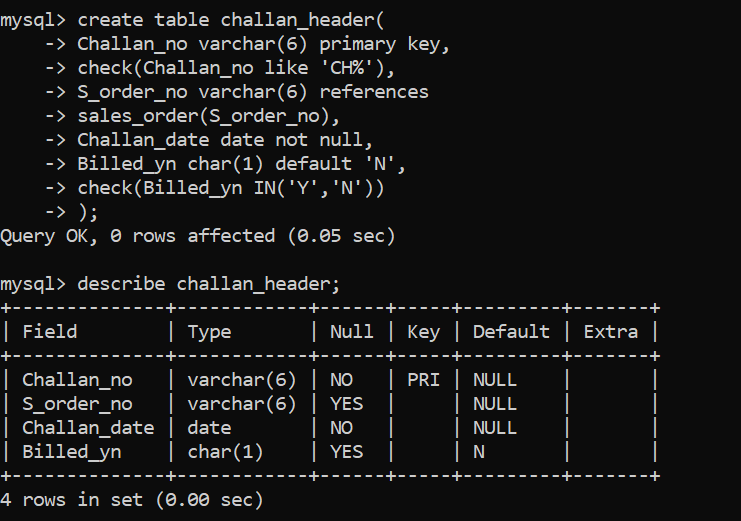 mysql> create table challan_header(
    -> Challan_no varchar(6) primary key,
    -> check(Challan_no like 'CH%'),
    -> S_order_no varchar(6) references
    -> sales_order(S_order_no),
    -> Challan_date date not null,
    -> Billed_yn char(1) default 'N',
    -> check(Billed_yn IN('Y','N'))
    -> );
Query OK, 0 rows affected (0.05 sec)

mysql> describe challan_header;
+--------------+------------+------+-----+---------+-------+
| Field        | Type       | Null | Key | Default | Extra |
+--------------+------------+------+-----+---------+-------+
| Challan_no   | varchar(6) | NO   | PRI | NULL    |       |
| S_order_no   | varchar(6) | YES  |     | NULL    |       |
| Challan_date | date       | NO   |     | NULL    |       |
| Billed_yn    | char(1)    | YES  |     | N       |       |
+--------------+------------+------+-----+---------+-------+
4 rows in set (0.00 sec)